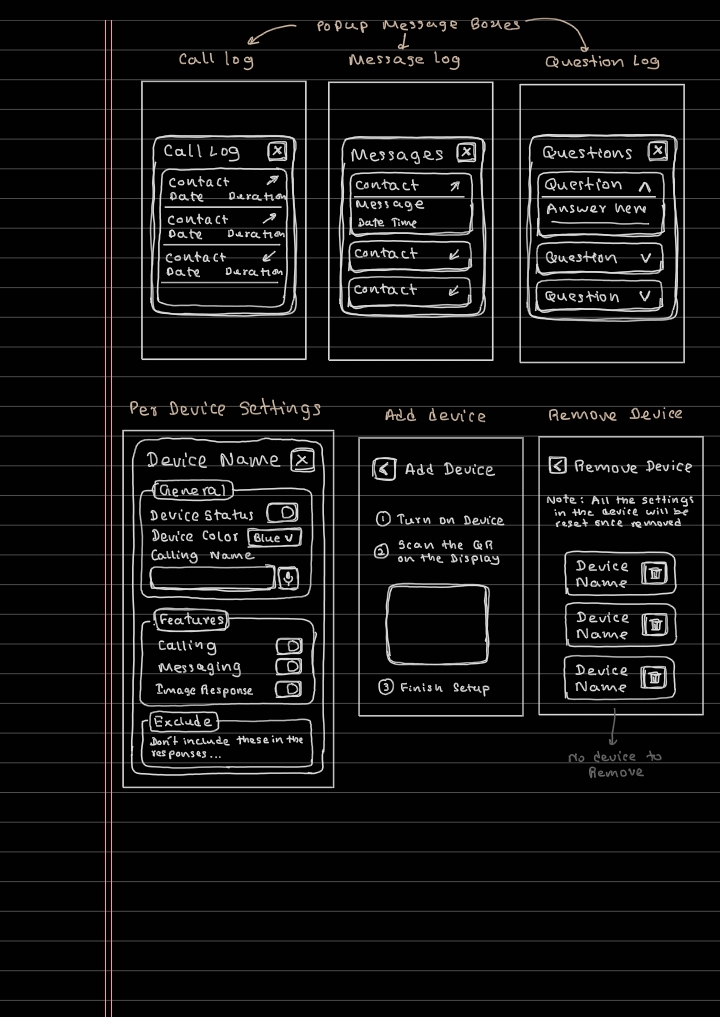 Popup Message Boxes
Call log
Message log
Question Log
Call Log X
Contact
Date Duration
Contact
Date Duration
Contact
Date Duration
Messages X
Contact
Message
Date Time
Contact
Contact
Questions X
Question
Answer here
Question
Question
Per Device Settings
Add device
Remove Device
Device Name X
General
Device Status
Device Color Blue V
Calling Name
Features
Calling
Messaging
Image Response
Exclude
Don't include these in the
responses...
< Add Device
1 Turn on Device
2 Scan the QR
on the Display
3 Finish Setup
< Remove Device
Note: All the settings
in the device will be
reset once removed
Device
Name
Device
Name
Device
Name
No device to
Remove